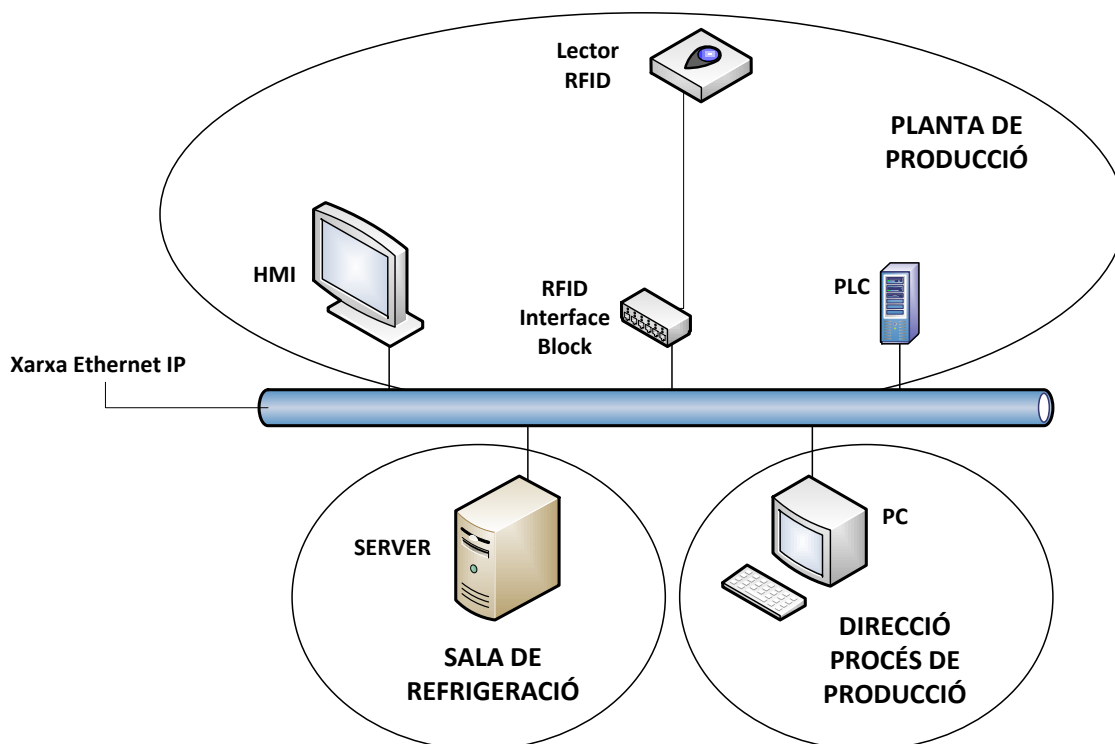 Lector
RFID
PLANTA DE
PRODUCCIÓ
HMI
RFID
Interface
Block
PLC
Xarxa Ethernet IP
SERVER
PC
SALA DE
REFRIGERACIÓ
DIRECCIÓ
PROCÉS DE
PRODUCCIÓ